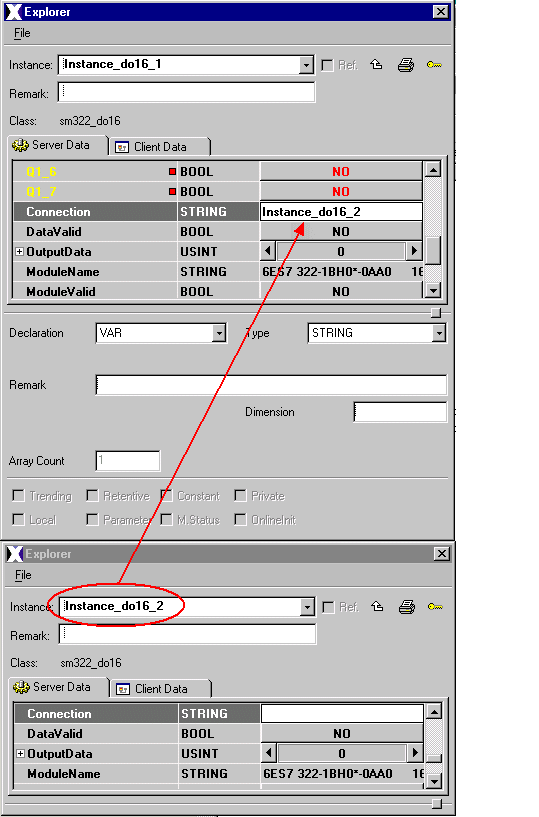 Explorer
File
Instance: Instance_do16_1 Ref.
Remark:
Class: sm322_do16
Server Data Client Data
Q1_6 BOOL NO
Q1_7 BOOL NO
Connection STRING Instance_do16_2
DataValid BOOL NO
OutputData USINT 0
ModuleName STRING 6ES7 322-1BH0*-0AA0 16
ModuleValid BOOL NO
Declaration VAR Type STRING
Remark
Dimension
Array Count 1
Trending Retentive Constant Private
Local Parameter M.Status OnlineInit
Explorer
File
Instance: Instance_do16_2 Ref.
Remark:
Class: sm322_do16
Server Data Client Data
Connection STRING
DataValid BOOL NO
OutputData USINT 0
ModuleName STRING 6ES7 322-1BH0*-0AA0 16